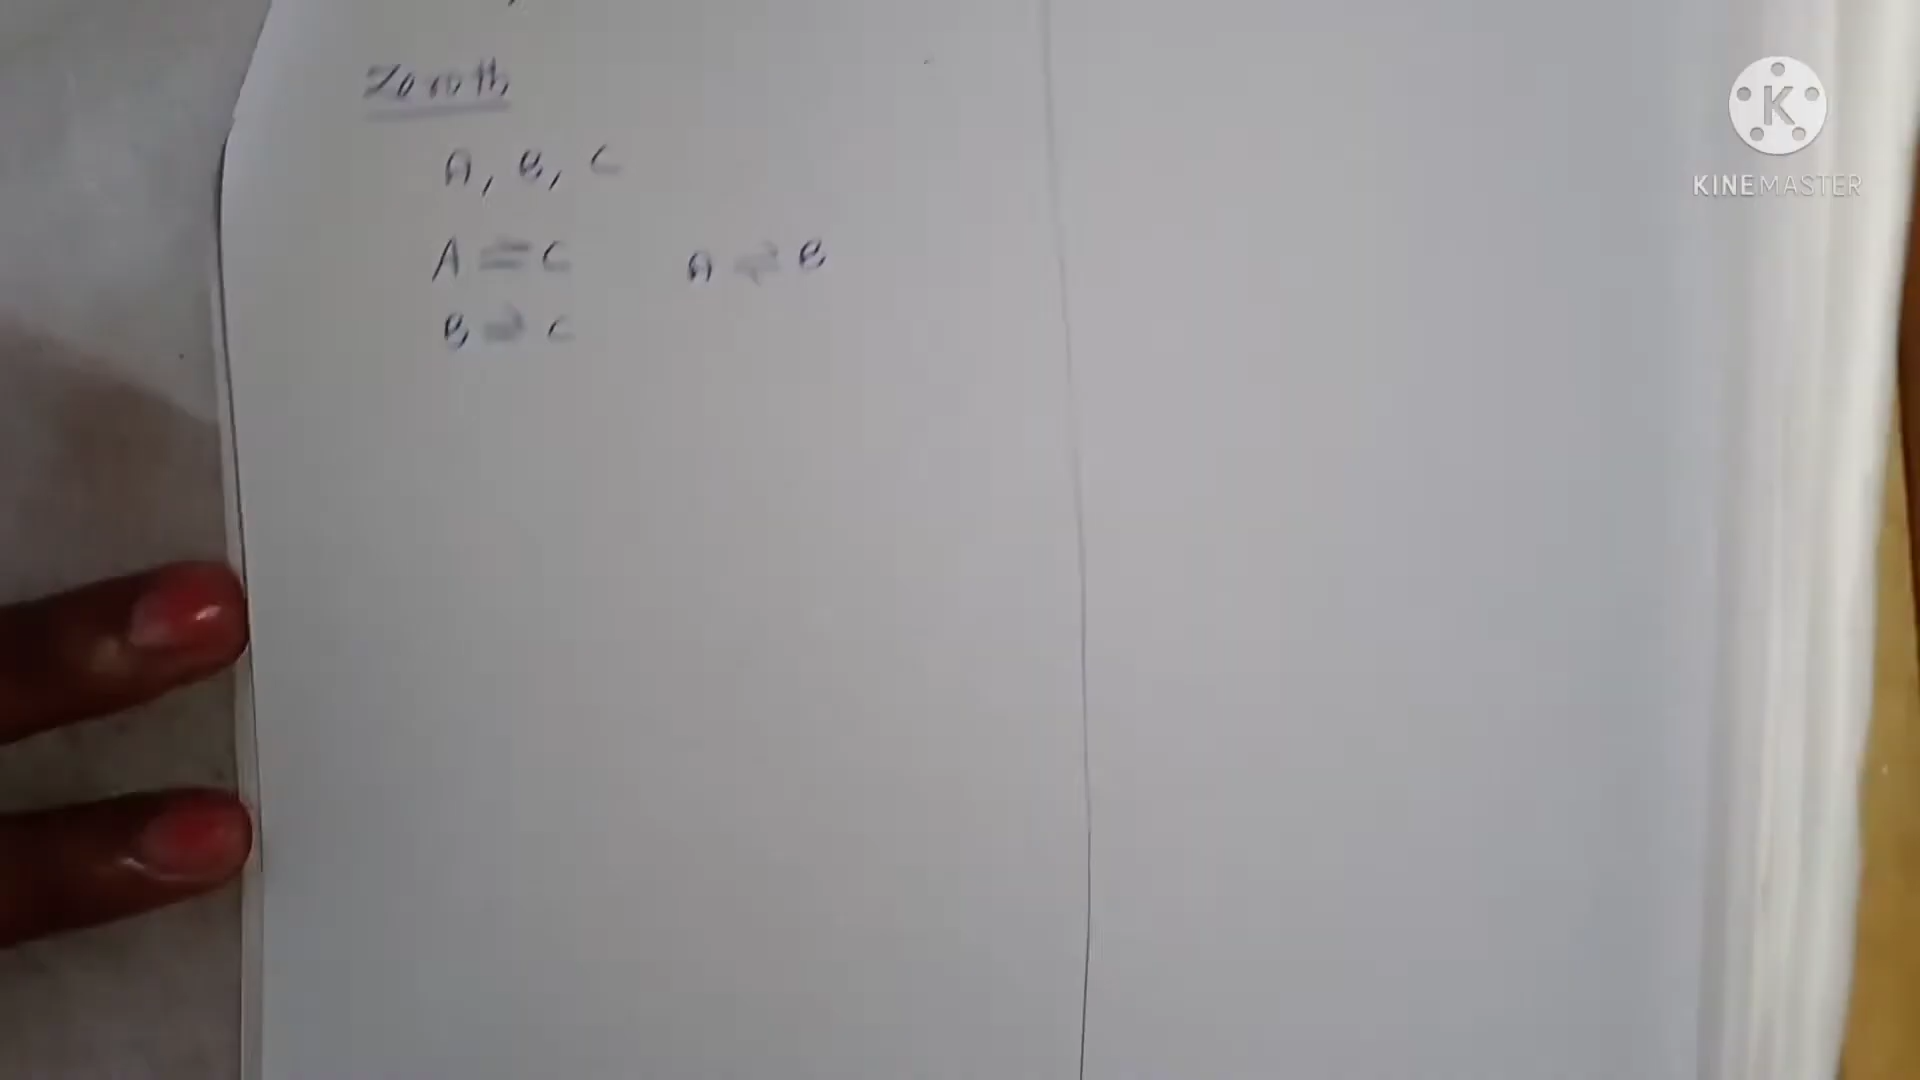 Zeroth
A, B, C
A ⇌ C A ⇌ B
B ⇌ C
K
KINEMASTER